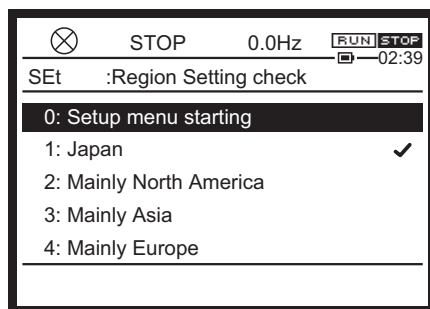 STOP 0.0Hz RUN STOP
02:39
SEt :Region Setting check
0: Setup menu starting
1: Japan
2: Mainly North America
3: Mainly Asia
4: Mainly Europe